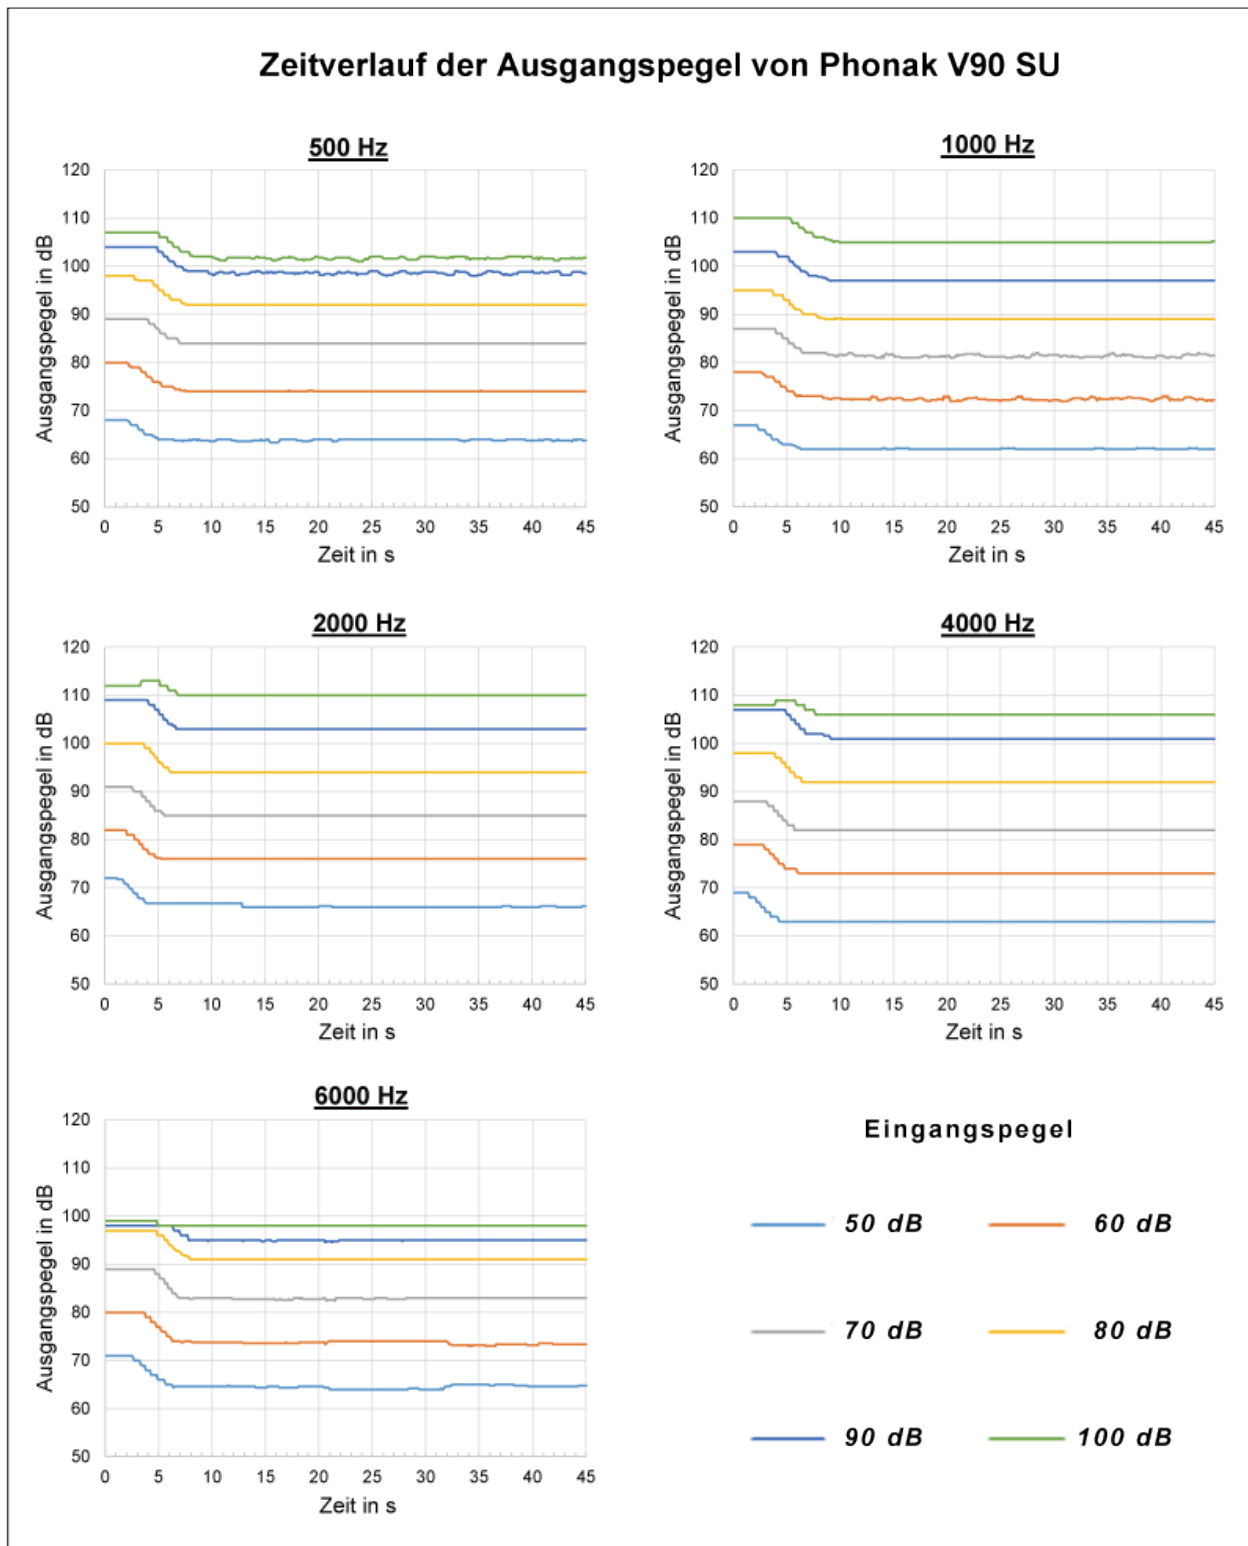 Zeitverlauf der Ausgangspegel von Phonak V90 SU
500 Hz
Ausgangspegel in dB
120
110
100
90
80
70
60
50
0 5 10 15 20 25 30 35 40 45
Zeit in s
1000 Hz
Ausgangspegel in dB
120
110
100
90
80
70
60
50
0 5 10 15 20 25 30 35 40 45
Zeit in s
2000 Hz
Ausgangspegel in dB
120
110
100
90
80
70
60
50
0 5 10 15 20 25 30 35 40 45
Zeit in s
4000 Hz
Ausgangspegel in dB
120
110
100
90
80
70
60
50
0 5 10 15 20 25 30 35 40 45
Zeit in s
6000 Hz
Ausgangspegel in dB
120
110
100
90
80
70
60
50
0 5 10 15 20 25 30 35 40 45
Zeit in s
Eingangspegel
50 dB 60 dB
70 dB 80 dB
90 dB 100 dB